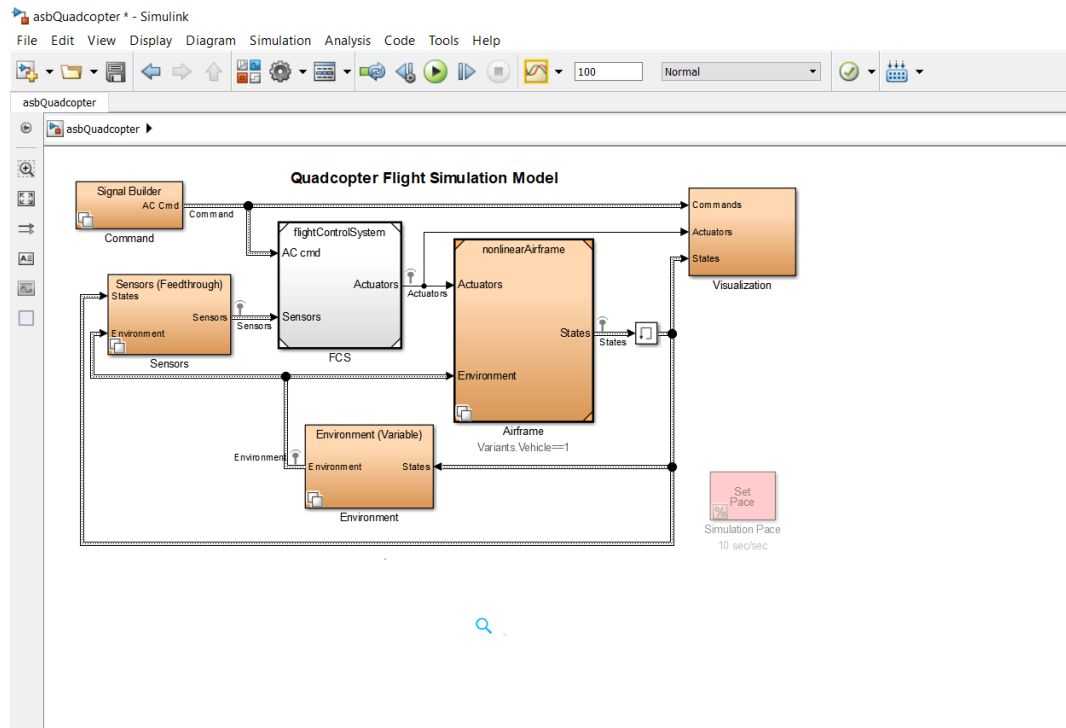 asbQuadcopter * - Simulink
File Edit View Display Diagram Simulation Analysis Code Tools Help
100
Normal
asbQuadcopter
asbQuadcopter
Quadcopter Flight Simulation Model
Signal Builder
AC Cmd
Command
Command
flightControlSystem
AC cmd
Actuators
Sensors
FCS
Actuators
Sensors (Feedthrough)
States
Sensors
Environment
Sensors
Sensors
nonlinearAirframe
Actuators
States
Environment
Airframe
Variants.Vehicle==1
States
Commands
Actuators
States
Visualization
Environment (Variable)
Environment
States
Environment
Environment
Set
Pace
%
Simulation Pace
10 sec/sec